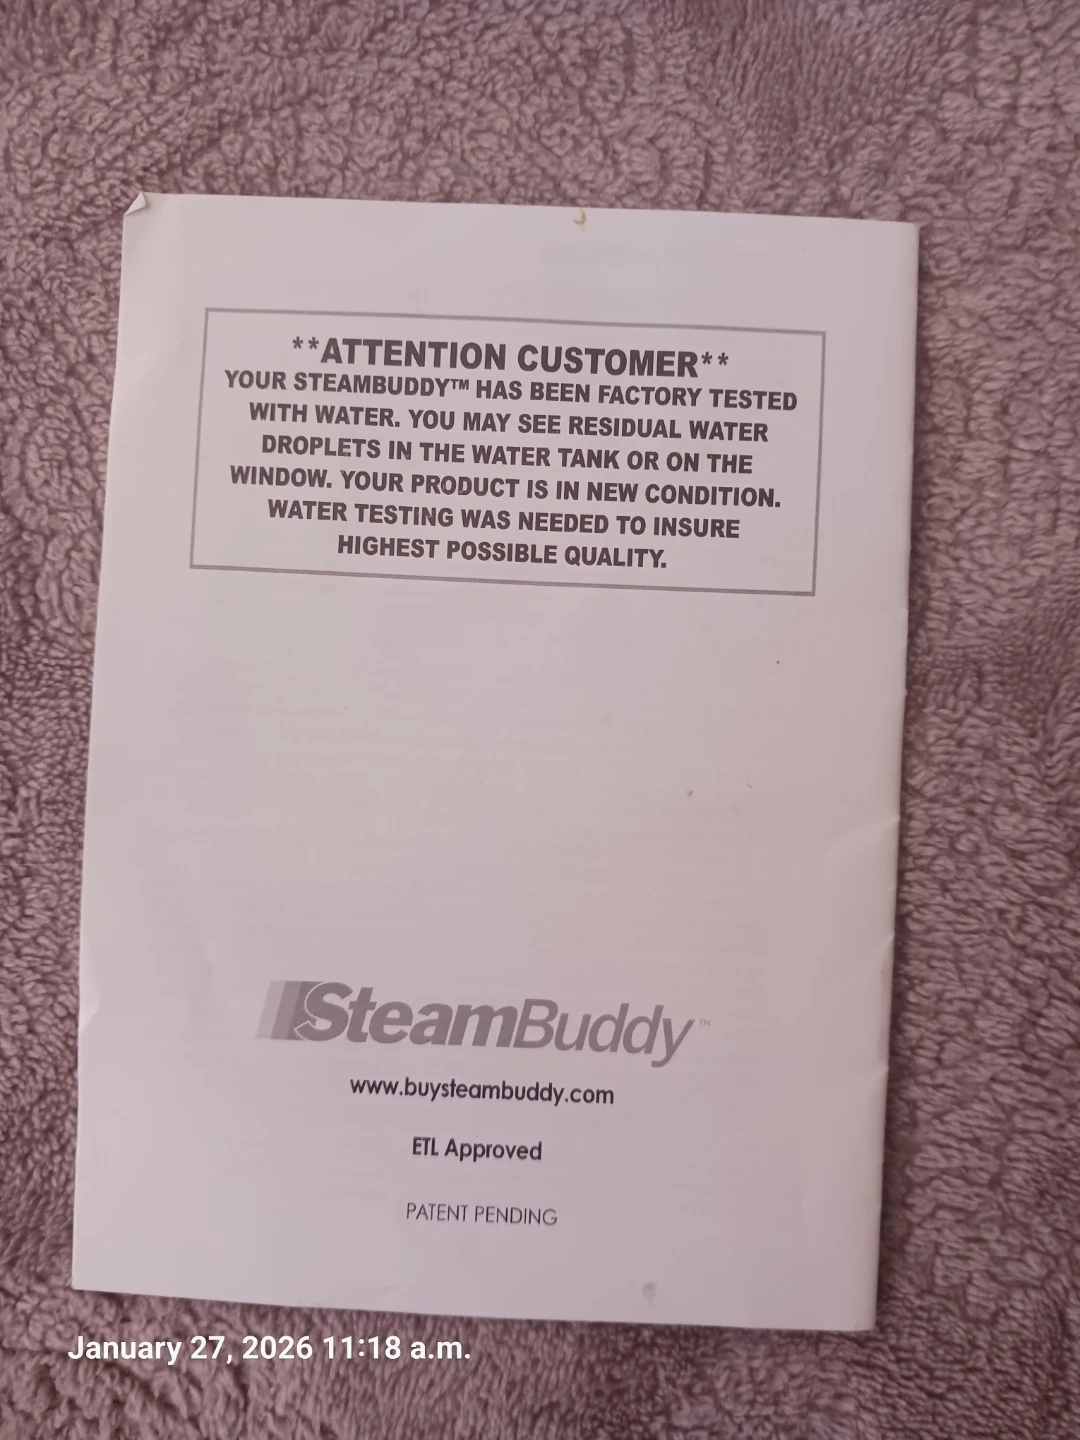 **ATTENTION CUSTOMER**
YOUR STEAMBUDDY™ HAS BEEN FACTORY TESTED
WITH WATER. YOU MAY SEE RESIDUAL WATER
DROPLETS IN THE WATER TANK OR ON THE
WINDOW. YOUR PRODUCT IS IN NEW CONDITION.
WATER TESTING WAS NEEDED TO INSURE
HIGHEST POSSIBLE QUALITY.
SteamBuddy™
www.buysteambuddy.com
ETL Approved
PATENT PENDING
January 27, 2026 11:18 a.m.